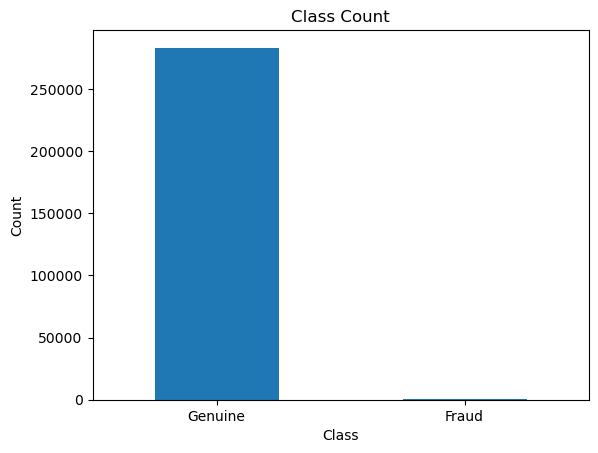 Class Count
Count
250000
200000
150000
100000
50000
0
Genuine
Fraud
Class